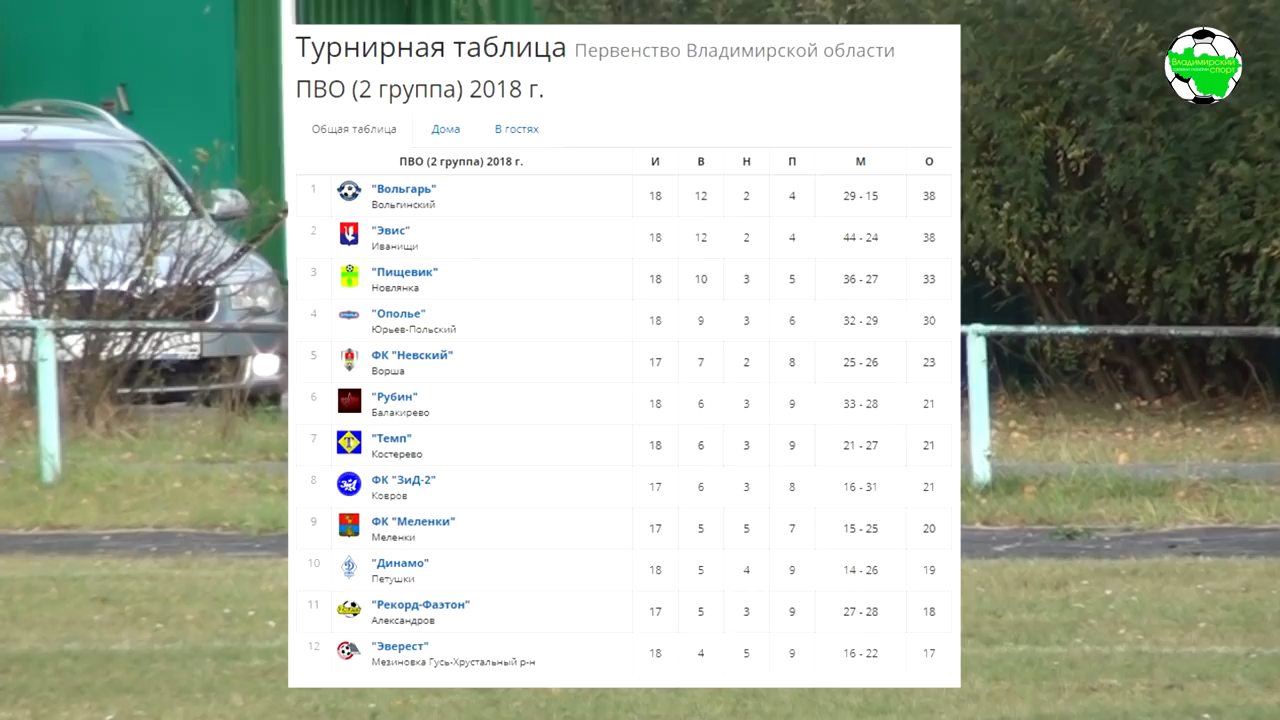 Турнирная таблица Первенство Владимирской области
ПВО (2 группа) 2018 г.
Общая таблица Дома В гостях
ПВО (2 группа) 2018 г. И В Н П М О
1 "Вольгарь" 18 12 2 4 29 - 15 38
Вольгинский
2 "Эвис" 18 12 2 4 44 - 24 38
Иванищи
3 "Пищевик" 18 10 3 5 36 - 27 33
Новлянка
4 "Ополье" 18 9 3 6 32 - 29 30
Юрьев-Польский
5 ФК "Невский" 17 7 2 8 25 - 26 23
Ворша
6 "Рубин" 18 6 3 9 33 - 28 21
Балакирево
7 "Темп" 18 6 3 9 21 - 27 21
Костерево
8 ФК "ЗиД-2" 17 6 3 8 16 - 31 21
Ковров
9 ФК "Меленки" 17 5 5 7 15 - 25 20
Меленки
10 "Динамо" 18 5 4 9 14 - 26 19
Петушки
11 "Рекорд-Фаэтон" 17 5 3 9 27 - 28 18
Александров
12 "Эверест" 18 4 5 9 16 - 22 17
Мезиновка Гусь-Хрустальный р-н
Владимирский
спорт